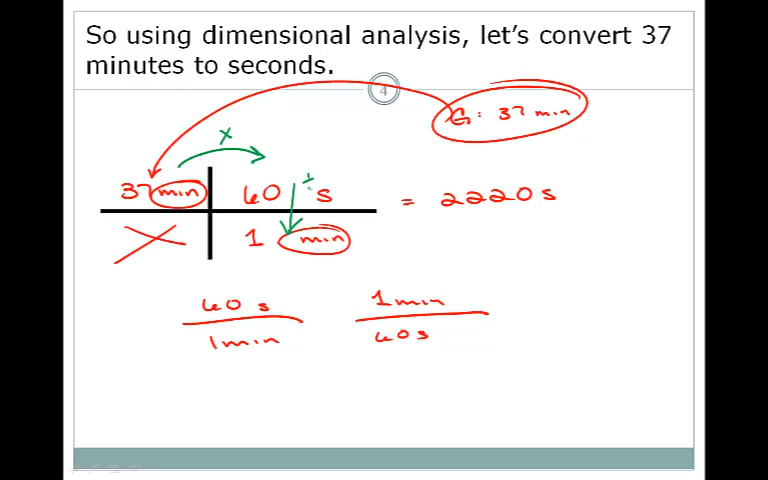 So using dimensional analysis, let's convert 37
minutes to seconds.
4
G: 37 min
x
37 min 60 ÷ s = 2220 s
1 min
60 s 1 min
1 min 60 s